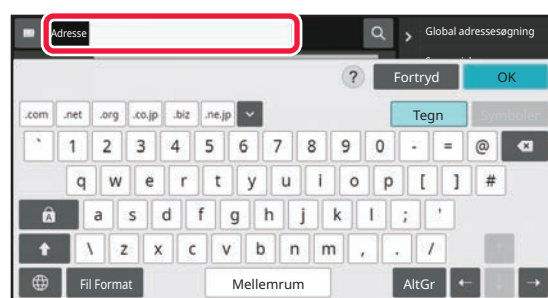 Adresse
Global adressesøgning
? Fortryd OK
.com .net .org .co.jp .biz .ne.jp Tegn Symboler
` 1 2 3 4 5 6 7 8 9 0 - = @
q w e r t y u i o p [ ] #
A a s d f g h j k l ; '
\ z x c v b n m , . /
Fil Format Mellemrum AltGr